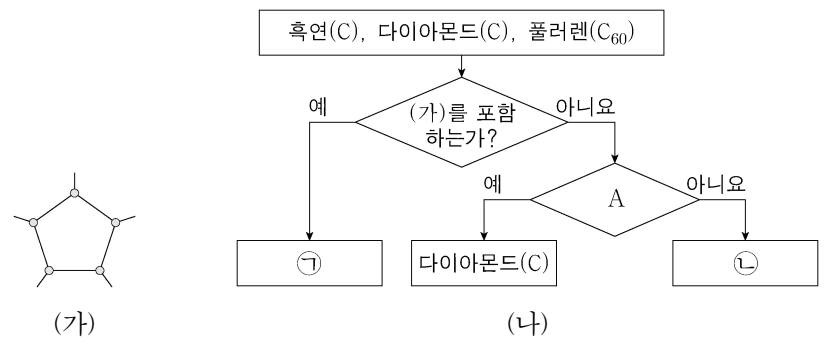 흑연(C), 다이아몬드(C), 풀러렌(C₆₀)
예
(가)를 포함
하는가?
아니요
예
A
아니요
㉠
다이아몬드(C)
㉡
(가)
(나)